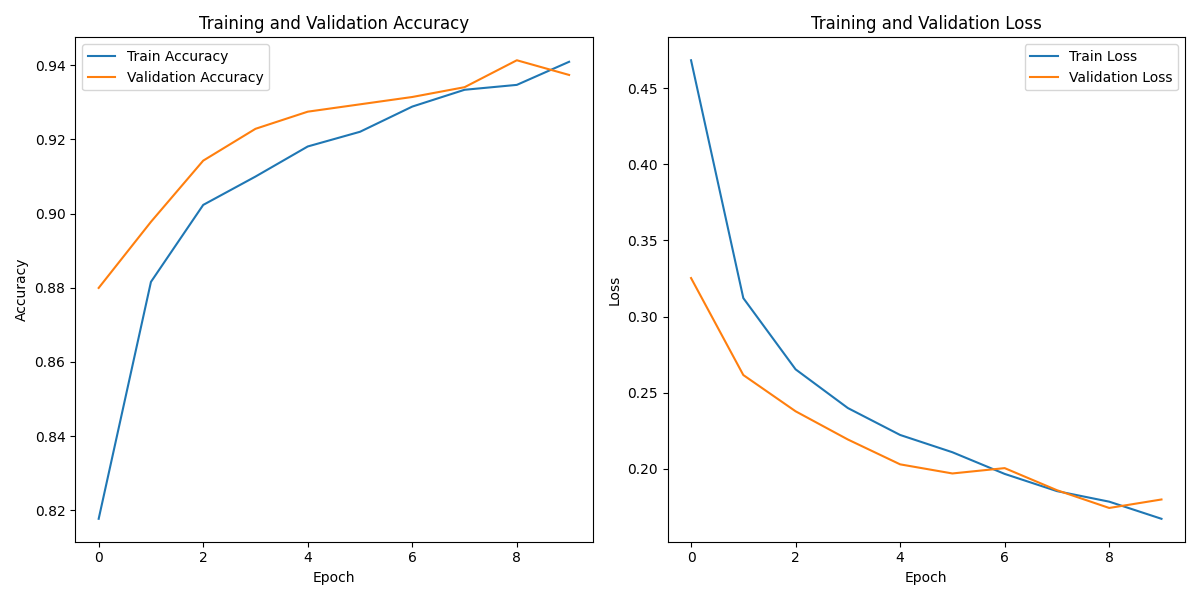 Training and Validation Accuracy
Train Accuracy
Validation Accuracy
0.94
0.92
0.90
0.88
0.86
0.84
0.82
Accuracy
0 2 4 6 8
Epoch
Training and Validation Loss
Train Loss
Validation Loss
0.45
0.40
0.35
0.30
0.25
0.20
Loss
0 2 4 6 8
Epoch